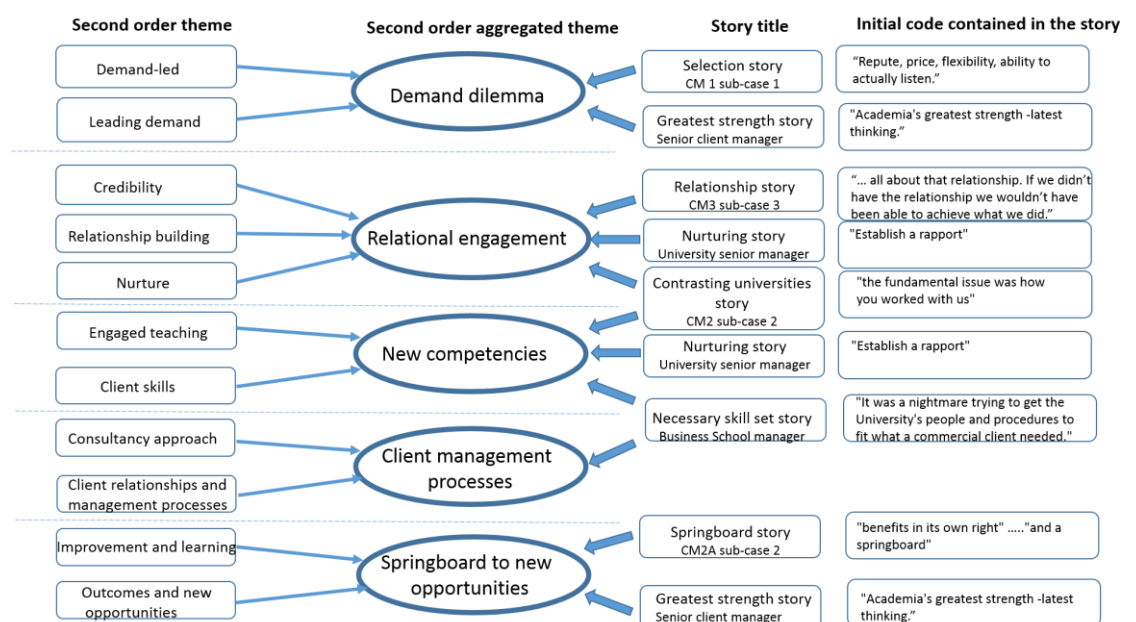 Second order theme
Second order aggregated theme
Story title
Initial code contained in the story
Demand-led
Leading demand
Demand dilemma
Selection story
CM 1 sub-case 1
“Repute, price, flexibility, ability to
actually listen.”
Greatest strength story
Senior client manager
"Academia's greatest strength -latest
thinking.”
Credibility
Relationship building
Nurture
Relational engagement
Relationship story
CM3 sub-case 3
“... all about that relationship. If we didn’t
have the relationship we wouldn’t have
been able to achieve what we did.”
Nurturing story
University senior manager
"Establish a rapport"
Contrasting universities
story
CM2 sub-case 2
"the fundamental issue was how
you worked with us"
Engaged teaching
Client skills
New competencies
Nurturing story
University senior manager
"Establish a rapport"
Necessary skill set story
Business School manager
"It was a nightmare trying to get the
University's people and procedures to
fit what a commercial client needed."
Consultancy approach
Client relationships and
management processes
Client management
processes
Improvement and learning
Outcomes and new
opportunities
Springboard to new
opportunities
Springboard story
CM2A sub-case 2
"benefits in its own right" ....."and a
springboard"
Greatest strength story
Senior client manager
"Academia's greatest strength -latest
thinking.”